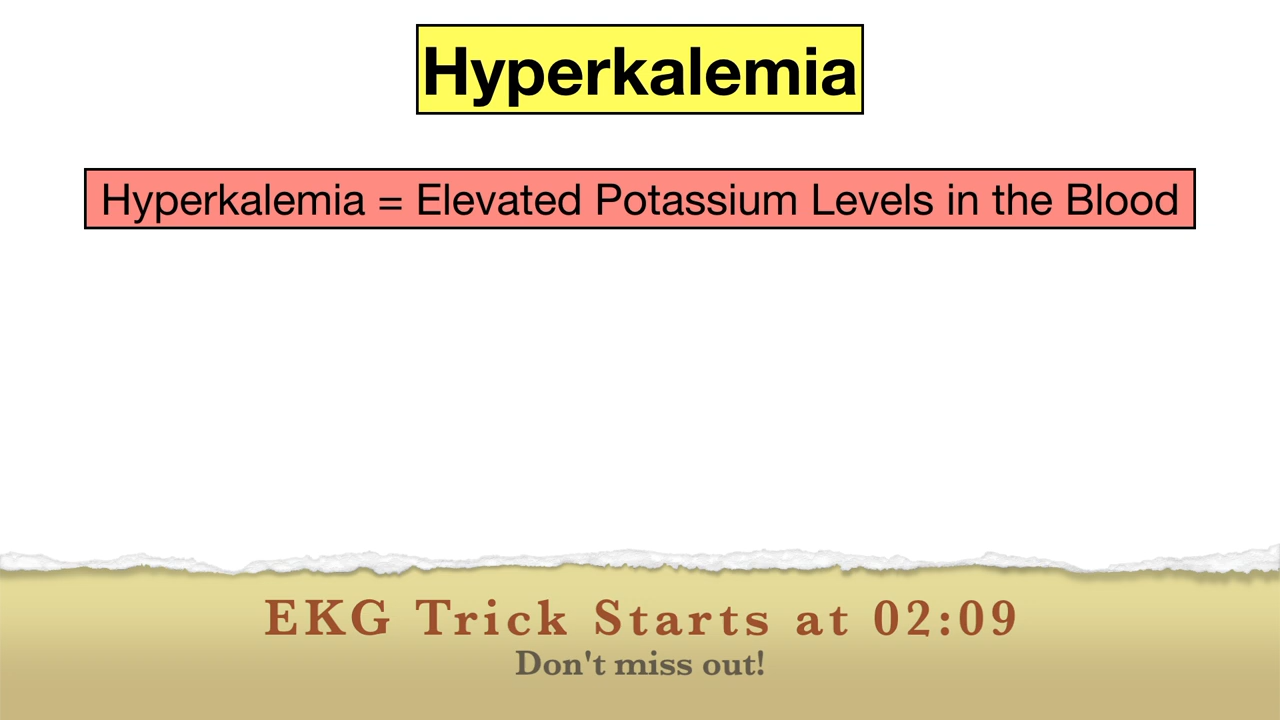 Hyperkalemia
Hyperkalemia = Elevated Potassium Levels in the Blood
EKG Trick Starts at 02:09
Don't miss out!